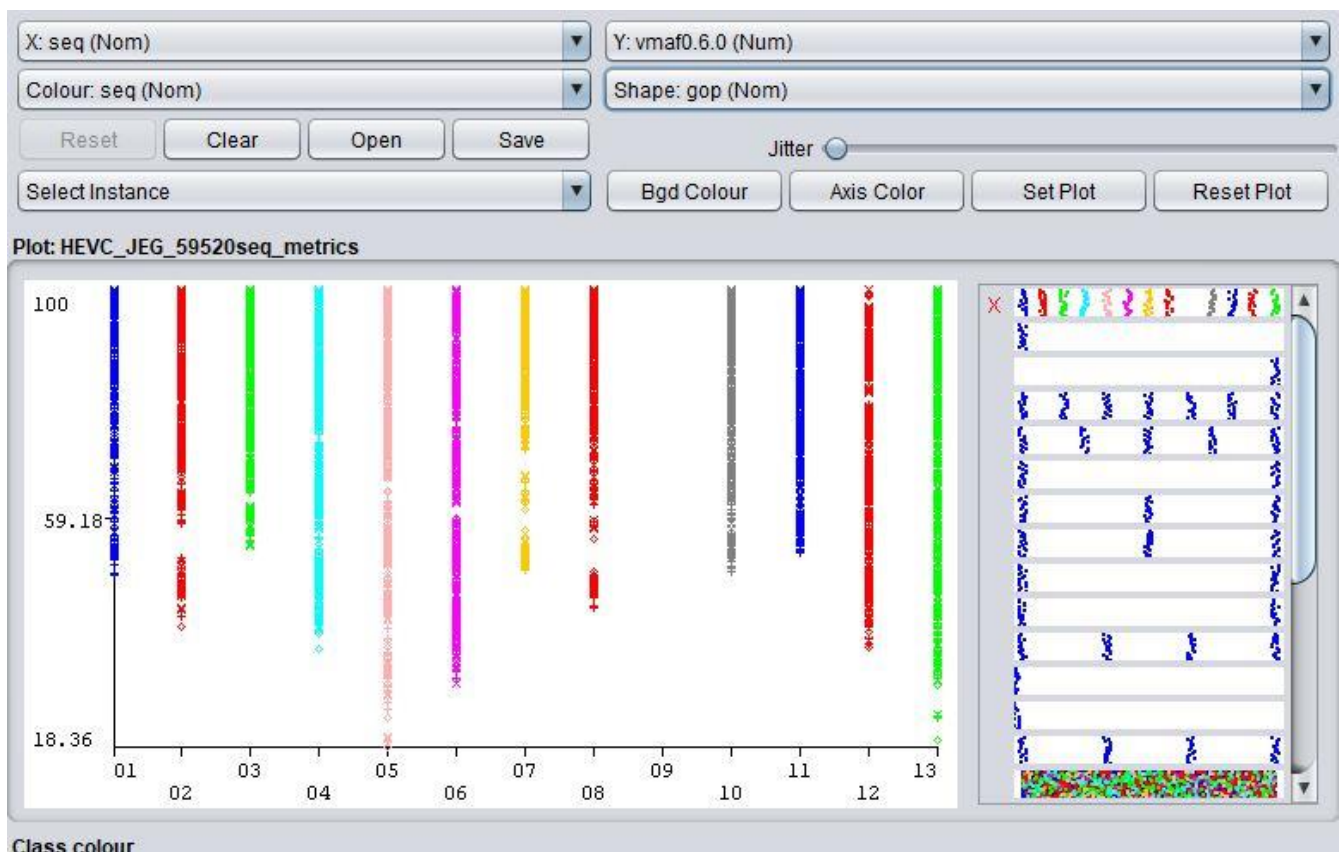 X: seq (Nom) Y: vmaf0.6.0 (Num)
Colour: seq (Nom) Shape: gop (Nom)
Reset Clear Open Save Jitter
Select Instance Bgd Colour Axis Color Set Plot Reset Plot
Plot: HEVC_JEG_59520seq_metrics
100
X
59.18
18.36
01 03 05 07 09 11 13
02 04 06 08 10 12
Class colour